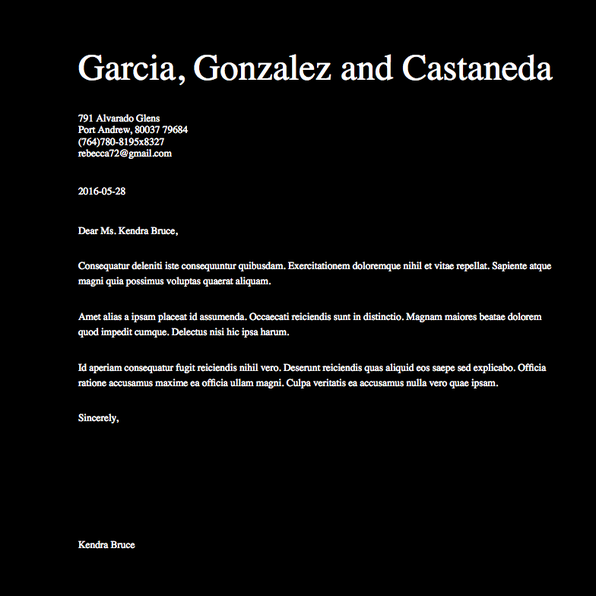 Garcia, Gonzalez and Castaneda
791 Alvarado Glens
Port Andrew, 80037 79684
(764)780-8195x8327
rebecca72@gmail.com
2016-05-28
Dear Ms. Kendra Bruce,
Consequatur deleniti iste consequuntur quibusdam. Exercitationem doloremque nihil et vitae repellat. Sapiente atque
magni quia possimus voluptas quaerat aliquam.
Amet alias a ipsam placeat id assumenda. Occaecati reiciendis sunt in distinctio. Magnam maiores beatae dolorem
quod impedit cumque. Delectus nisi hic ipsa harum.
Id aperiam consequatur fugit reiciendis nihil vero. Deserunt reiciendis quas aliquid eos saepe sed explicabo. Officia
ratione accusamus maxime ea officia ullam magni. Culpa veritatis ea accusamus nulla vero quae ipsam.
Sincerely,
Kendra Bruce